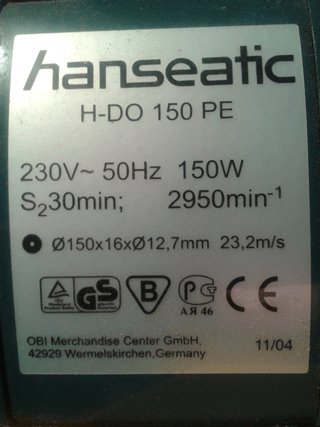 hanseatic
H-DO 150 PE
230V~ 50Hz 150W
S₂30min; 2950min⁻¹
Ø150x16xØ12,7mm 23,2m/s
GS B PC CE
АЯ 46
OBI Merchandise Center GmbH, 11/04
42929 Wermelskirchen, Germany